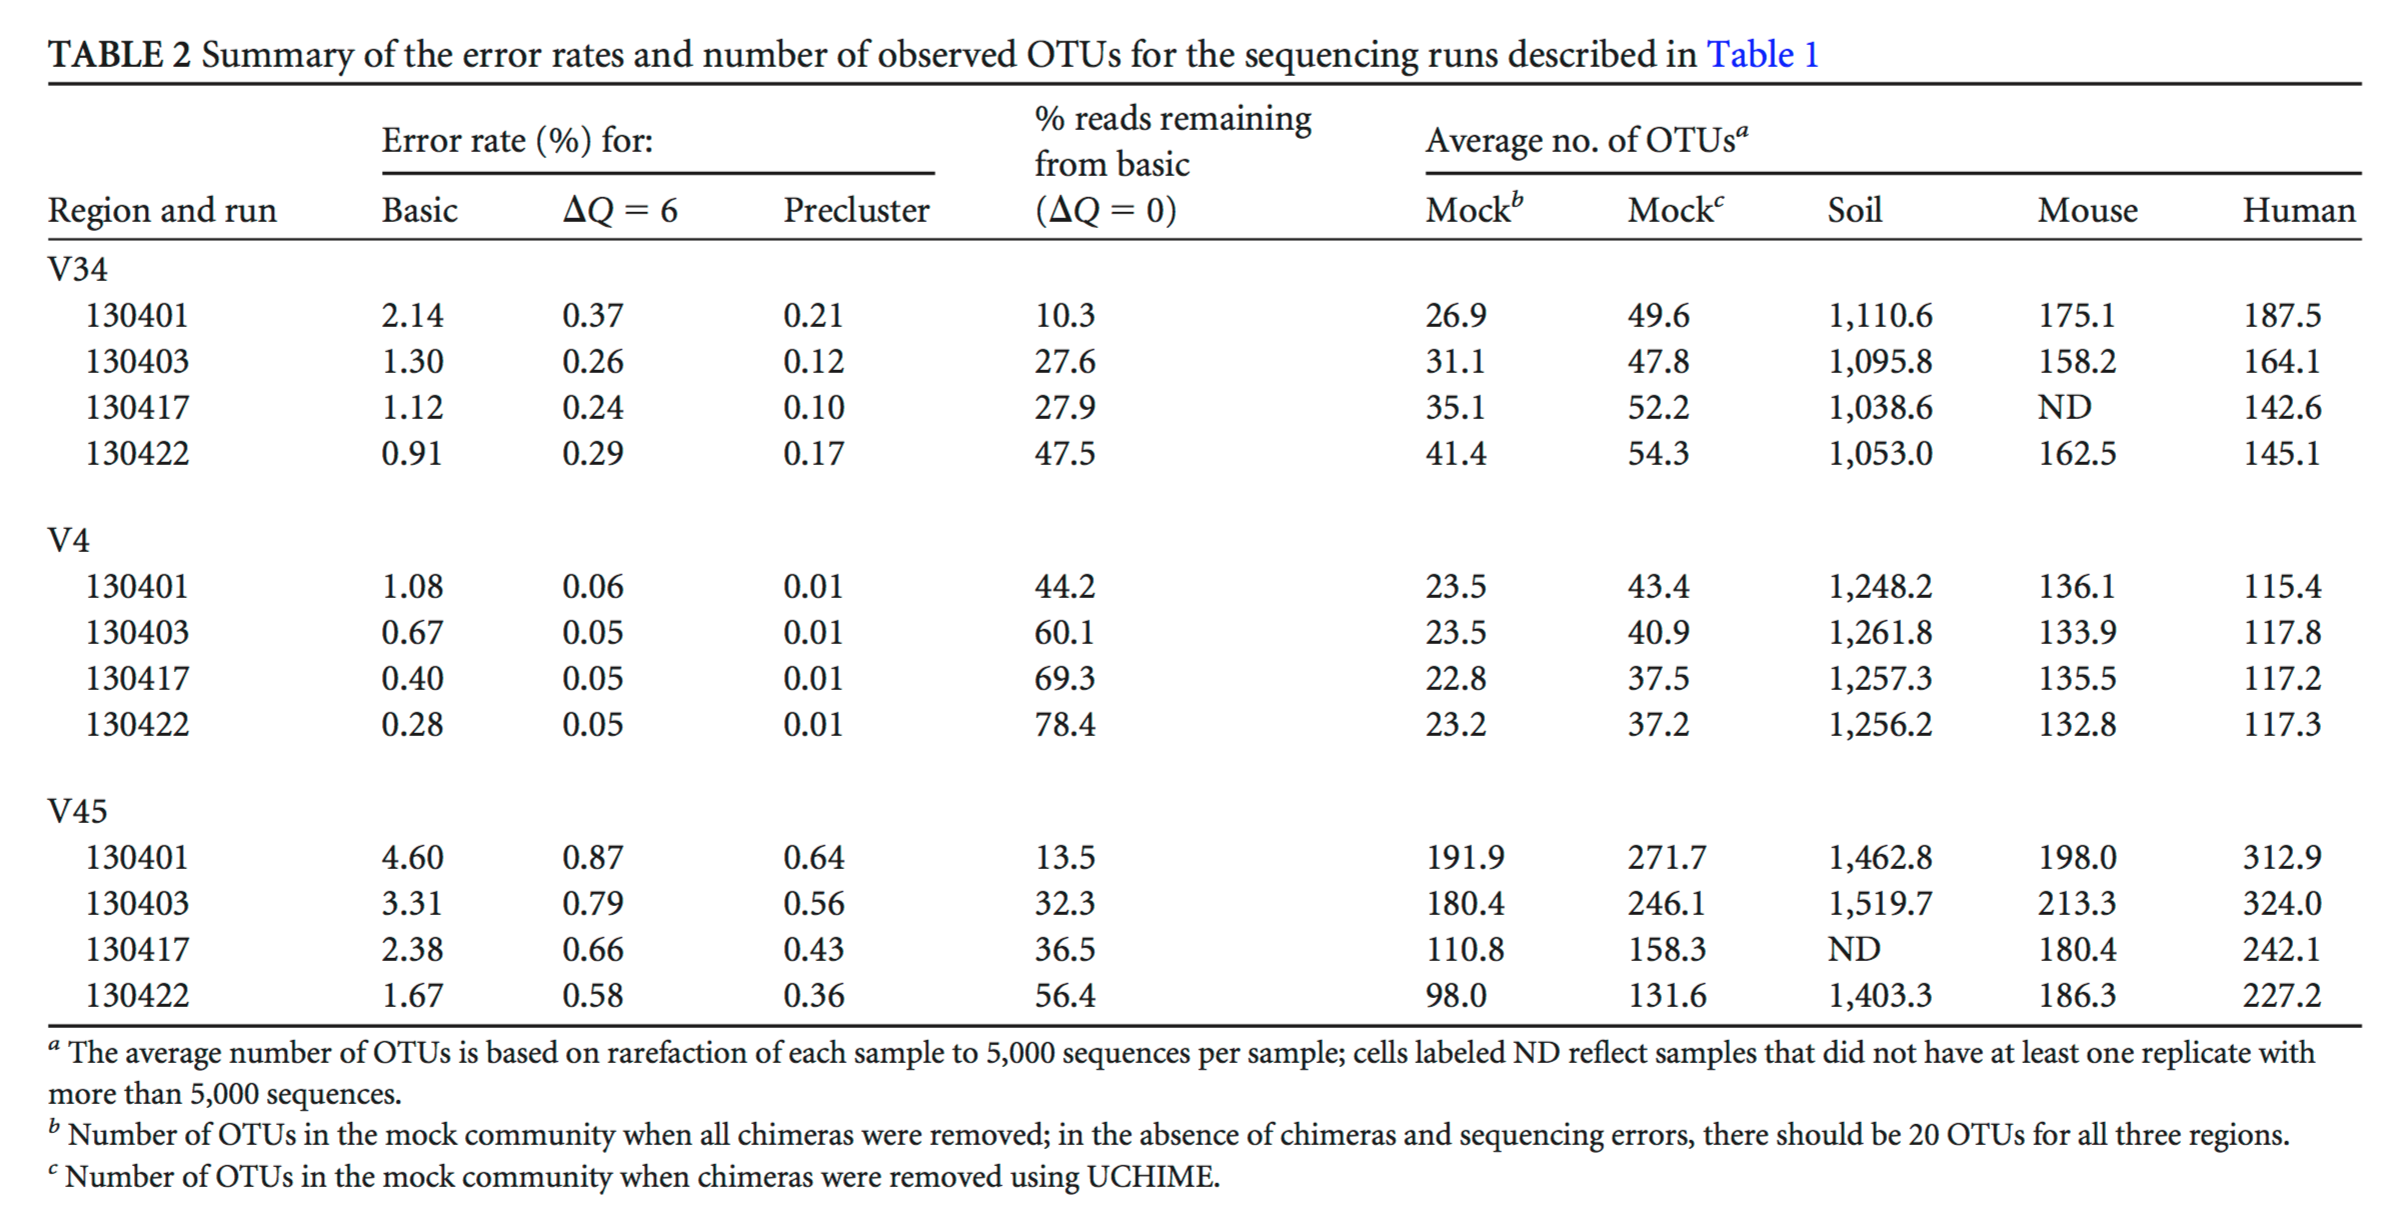 TABLE 2 Summary of the error rates and number of observed OTUs for the sequencing runs described in Table 1
Error rate (%) for:
% reads remaining
from basic
(ΔQ = 0)
Average no. of OTUsᵃ
Region and run Basic ΔQ = 6 Precluster Mockᵇ Mockᶜ Soil Mouse Human
V34
130401 2.14 0.37 0.21 10.3 26.9 49.6 1,110.6 175.1 187.5
130403 1.30 0.26 0.12 27.6 31.1 47.8 1,095.8 158.2 164.1
130417 1.12 0.24 0.10 27.9 35.1 52.2 1,038.6 ND 142.6
130422 0.91 0.29 0.17 47.5 41.4 54.3 1,053.0 162.5 145.1
V4
130401 1.08 0.06 0.01 44.2 23.5 43.4 1,248.2 136.1 115.4
130403 0.67 0.05 0.01 60.1 23.5 40.9 1,261.8 133.9 117.8
130417 0.40 0.05 0.01 69.3 22.8 37.5 1,257.3 135.5 117.2
130422 0.28 0.05 0.01 78.4 23.2 37.2 1,256.2 132.8 117.3
V45
130401 4.60 0.87 0.64 13.5 191.9 271.7 1,462.8 198.0 312.9
130403 3.31 0.79 0.56 32.3 180.4 246.1 1,519.7 213.3 324.0
130417 2.38 0.66 0.43 36.5 110.8 158.3 ND 180.4 242.1
130422 1.67 0.58 0.36 56.4 98.0 131.6 1,403.3 186.3 227.2
ᵃ The average number of OTUs is based on rarefaction of each sample to 5,000 sequences per sample; cells labeled ND reflect samples that did not have at least one replicate with
more than 5,000 sequences.
ᵇ Number of OTUs in the mock community when all chimeras were removed; in the absence of chimeras and sequencing errors, there should be 20 OTUs for all three regions.
ᶜ Number of OTUs in the mock community when chimeras were removed using UCHIME.